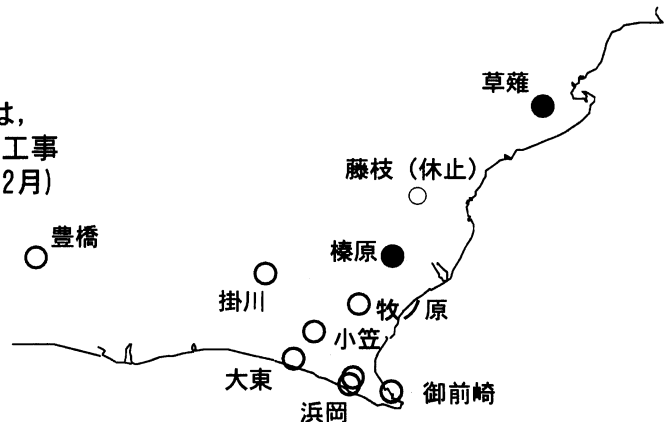 草薙
は,
工事
2月)
藤枝（休止）
豊橋
榛原
掛川
牧ノ原
小笠
大東
浜岡
御前崎